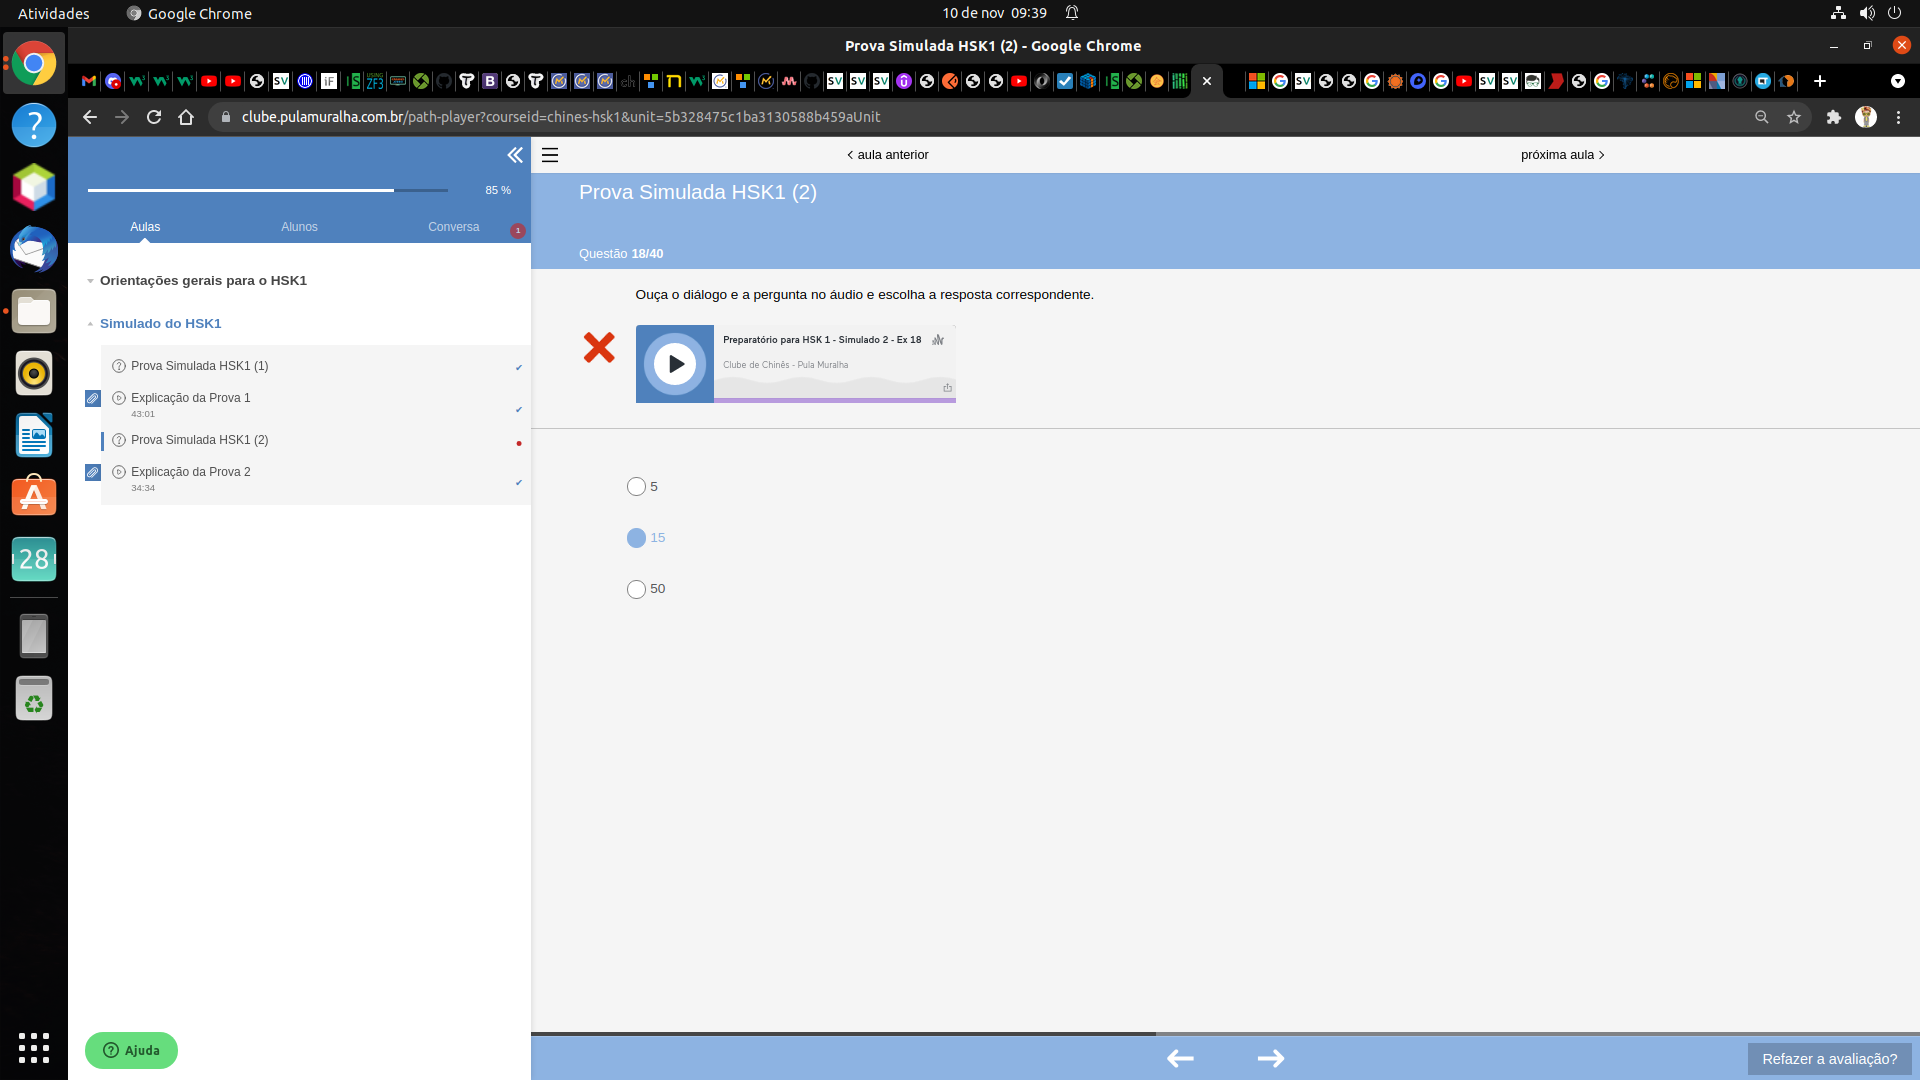 Atividades
Google Chrome
10 de nov 09:39
Prova Simulada HSK1 (2) - Google Chrome
clube.pulamuralha.com.br/path-player?courseid=chines-hsk1&unit=5b328475c1ba3130588b459aUnit
85 %
Aulas
Alunos
Conversa
1
Orientações gerais para o HSK1
Simulado do HSK1
Prova Simulada HSK1 (1)
Explicação da Prova 1
43:01
Prova Simulada HSK1 (2)
Explicação da Prova 2
34:34
28
Ajuda
aula anterior
próxima aula
Prova Simulada HSK1 (2)
Questão 18/40
Ouça o diálogo e a pergunta no áudio e escolha a resposta correspondente.
Preparatório para HSK 1 - Simulado 2 - Ex 18
Clube de Chinês - Pula Muralha
5
15
50
Refazer a avaliação?